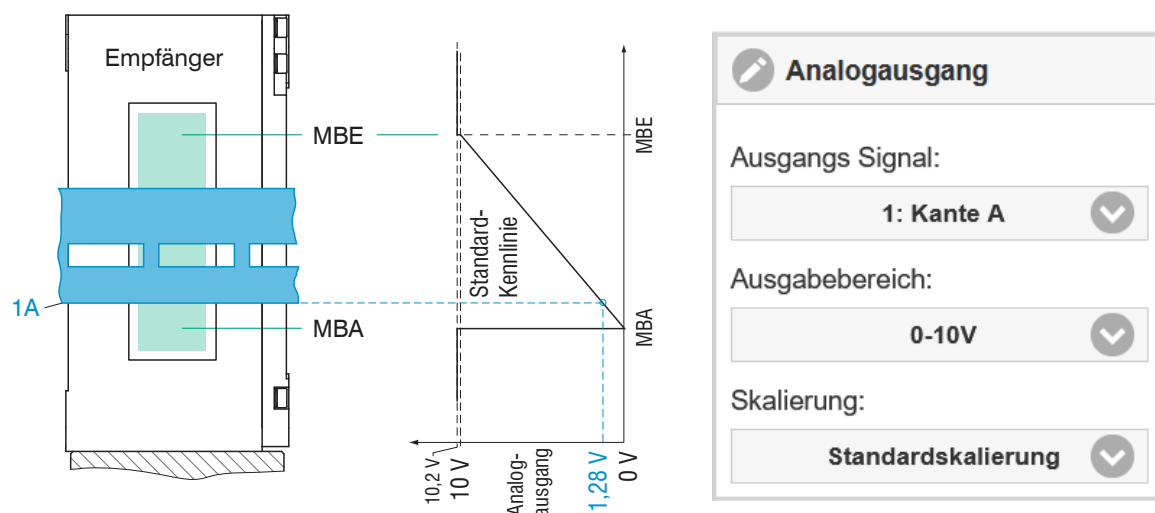 Empfänger
MBE
1A
MBA
Standard-
Kennlinie
MBE
MBA
10,2 V
10 V
Analog-
ausgang
1,28 V
0 V
Analogausgang
Ausgangs Signal:
1: Kante A
Ausgabebereich:
0-10V
Skalierung:
Standardskalierung